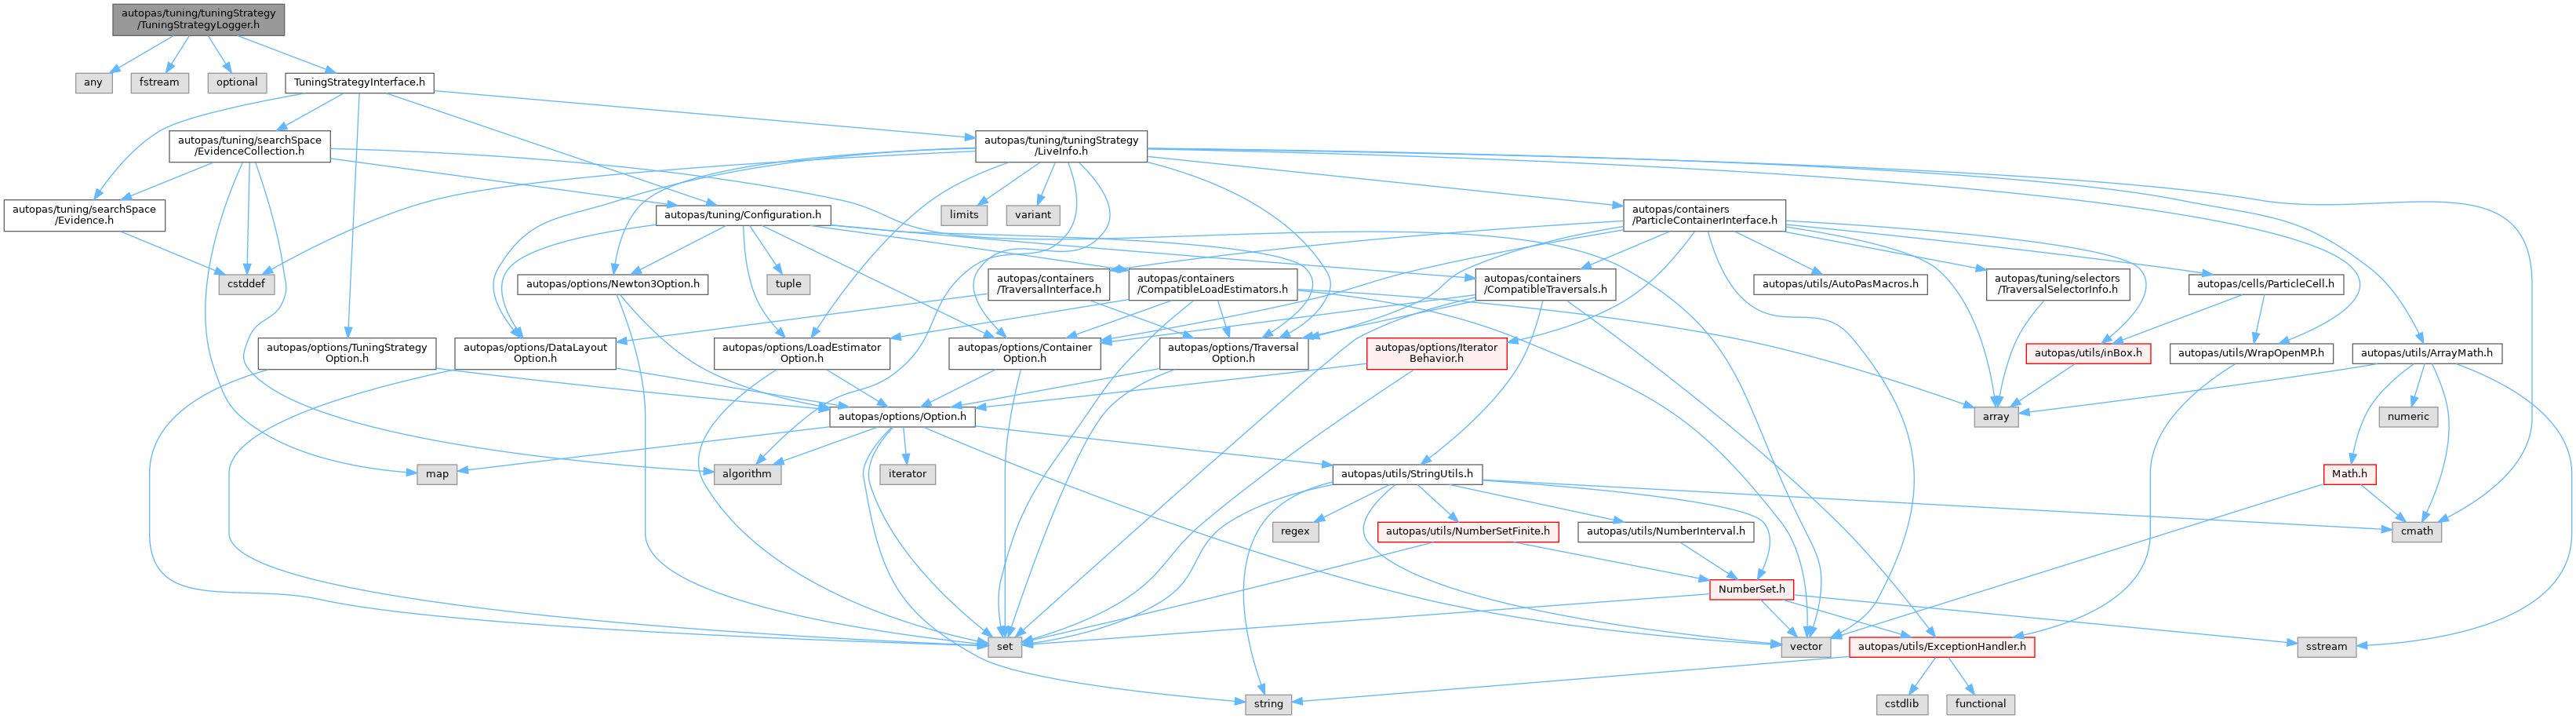 autopas/tuning/tuningStrategy
/TuningStrategyLogger.h
any
fstream
optional
TuningStrategyInterface.h
autopas/tuning/searchSpace
/EvidenceCollection.h
autopas/tuning/tuningStrategy
/LiveInfo.h
autopas/tuning/searchSpace
/Evidence.h
autopas/tuning/Configuration.h
limits
variant
autopas/containers
/ParticleContainerInterface.h
cstddef
autopas/options/Newton3Option.h
tuple
autopas/containers
/TraversalInterface.h
autopas/containers
/CompatibleLoadEstimators.h
autopas/containers
/CompatibleTraversals.h
autopas/utils/AutoPasMacros.h
autopas/tuning/selectors
/TraversalSelectorInfo.h
autopas/cells/ParticleCell.h
autopas/options/TuningStrategy
Option.h
autopas/options/DataLayout
Option.h
autopas/options/LoadEstimator
Option.h
autopas/options/Container
Option.h
autopas/options/Traversal
Option.h
autopas/options/Iterator
Behavior.h
autopas/utils/inBox.h
autopas/utils/WrapOpenMP.h
autopas/utils/ArrayMath.h
autopas/options/Option.h
array
numeric
map
algorithm
iterator
autopas/utils/StringUtils.h
Math.h
regex
autopas/utils/NumberSetFinite.h
autopas/utils/NumberInterval.h
cmath
NumberSet.h
set
vector
autopas/utils/ExceptionHandler.h
sstream
string
cstdlib
functional